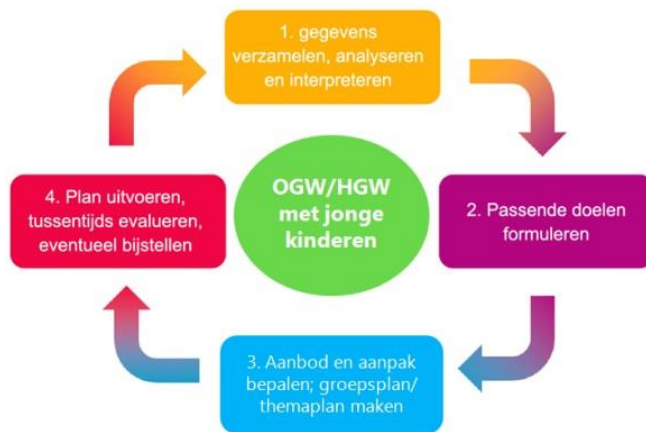 1. gegevens
verzamelen, analyseren
en interpreteren
OGW/HGW
met jonge
kinderen
2. Passende doelen
formuleren
3. Aanbod en aanpak
bepalen; groepsplan/
themaplan maken
4. Plan uitvoeren,
tussentijds evalueren,
eventueel bijstellen